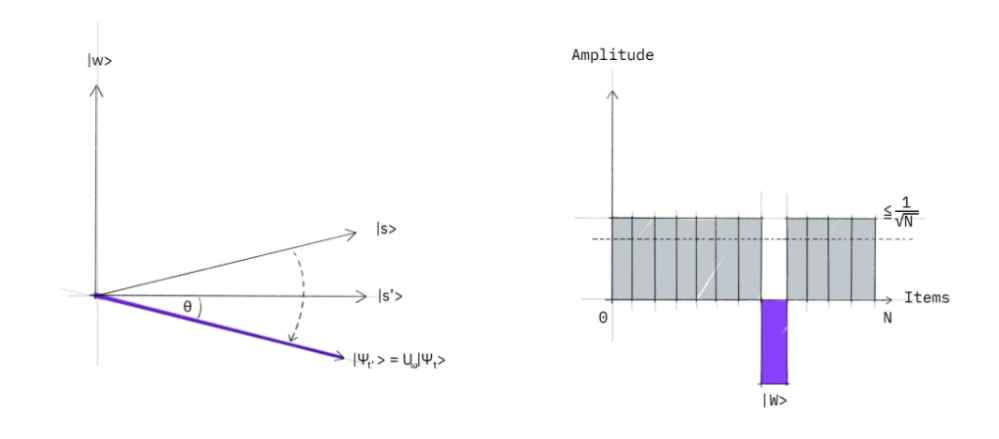 |w>
|s>
|s'>
θ
|Ψt'> = Uω|Ψt>
Amplitude
≤ 1/√N
Items
0
N
|W>